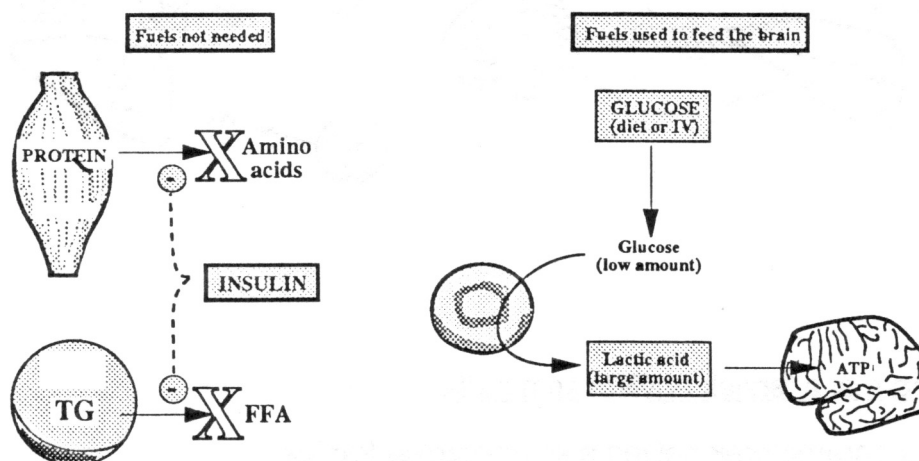 Fuels not needed
PROTEIN
X
Amino
acids
-
INSULIN
-
TG
X
FFA
Fuels used to feed the brain
GLUCOSE
(diet or IV)
Glucose
(low amount)
Lactic acid
(large amount)
ATP